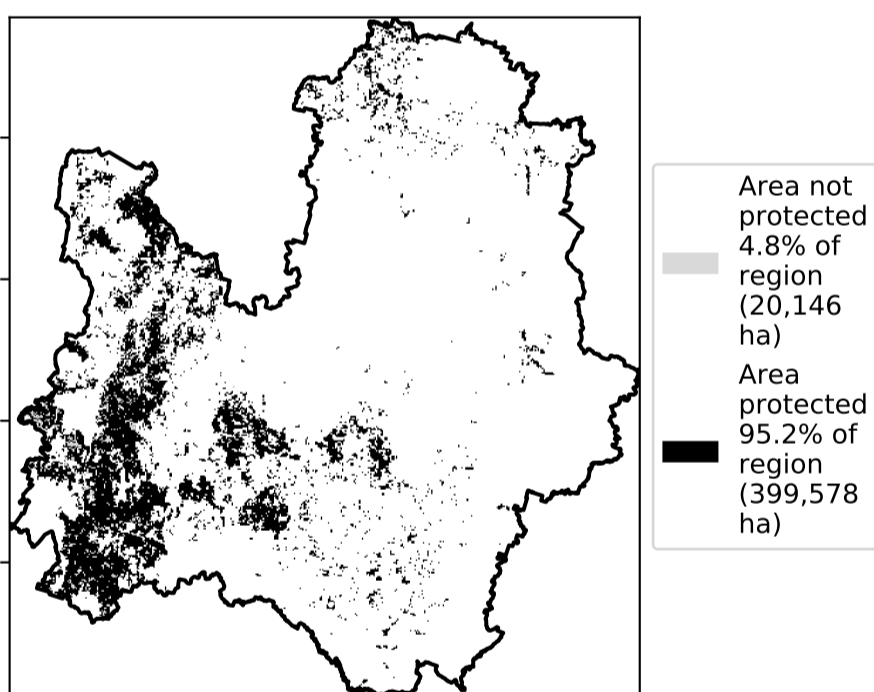 Area not
protected
4.8% of
region
(20,146
ha)
Area
protected
95.2% of
region
(399,578
ha)